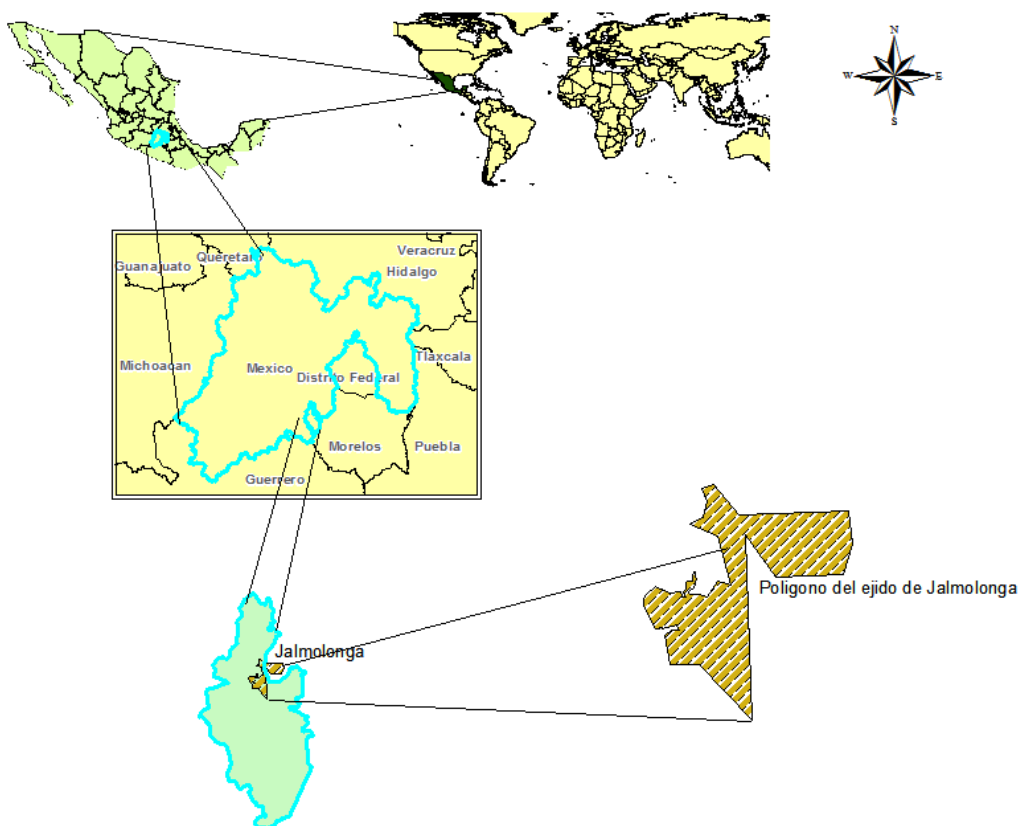 N
W
E
S
Veracruz
Queretaro
Guanajuato
Hidalgo
Tlaxcala
Michoacan
Mexico
Distrito Federal
Morelos
Puebla
Guerrero
Poligono del ejido de Jalmolonga
Jalmolonga